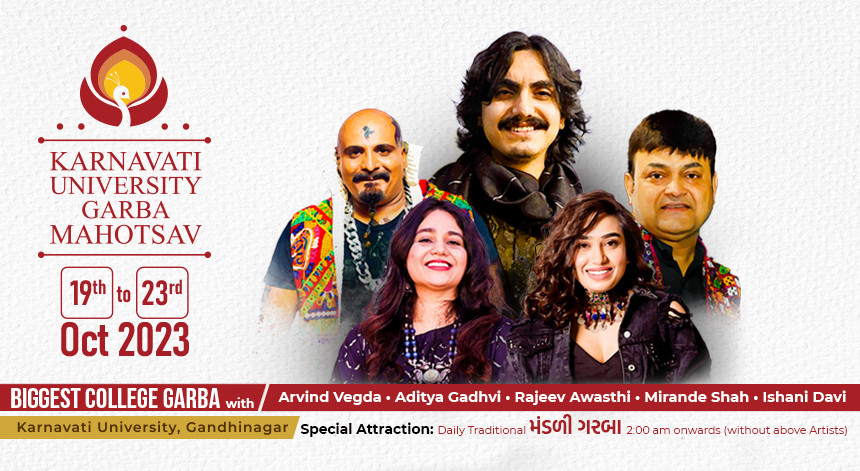 KARNAVATI
UNIVERSITY
GARBA
MAHOTSAV
19th to 23rd
Oct 2023
BIGGEST COLLEGE GARBA with / Arvind Vegda • Aditya Gadhvi • Rajeev Awasthi • Mirande Shah • Ishani Davi
Karnavati University, Gandhinagar Special Attraction: Daily Traditional મંડળી ગરબા 2:00 am onwards (without above Artists)